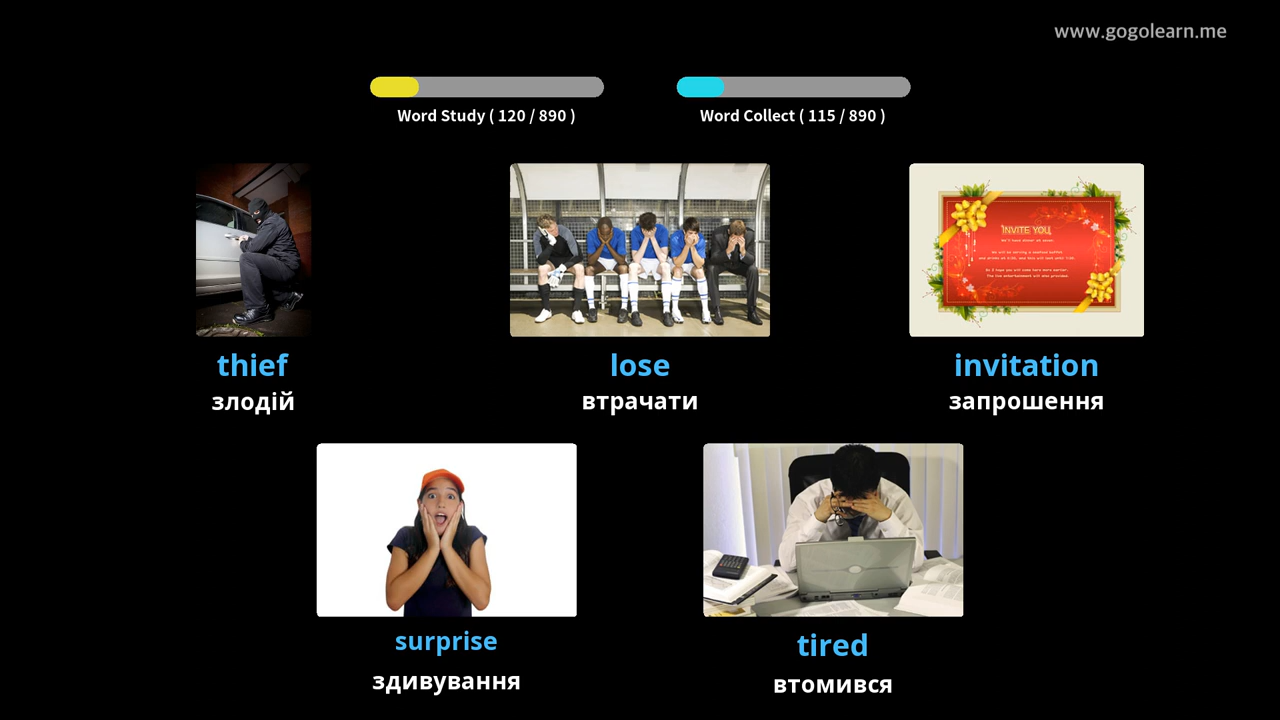 www.gogolearn.me
Word Study ( 120 / 890 )
Word Collect ( 115 / 890 )
INVITE YOU
thief
злодій
lose
втрачати
invitation
запрошення
surprise
здивування
tired
втомився